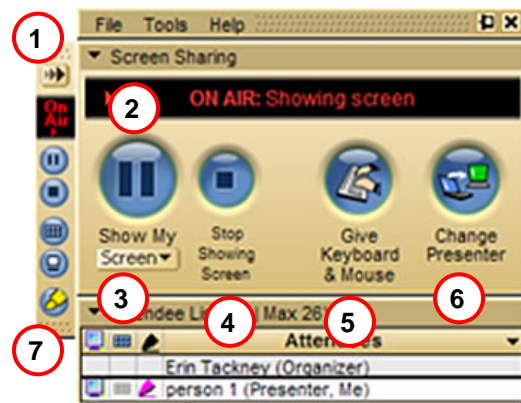 1
File Tools Help
Screen Sharing
On Air
2
ON AIR: Showing screen
Show My
Screen
Stop Showing Screen
Give Keyboard & Mouse
Change Presenter
3
4
5
6
Max 26)
Attendees
7
Erin Tackney (Organizer)
person 1 (Presenter, Me)